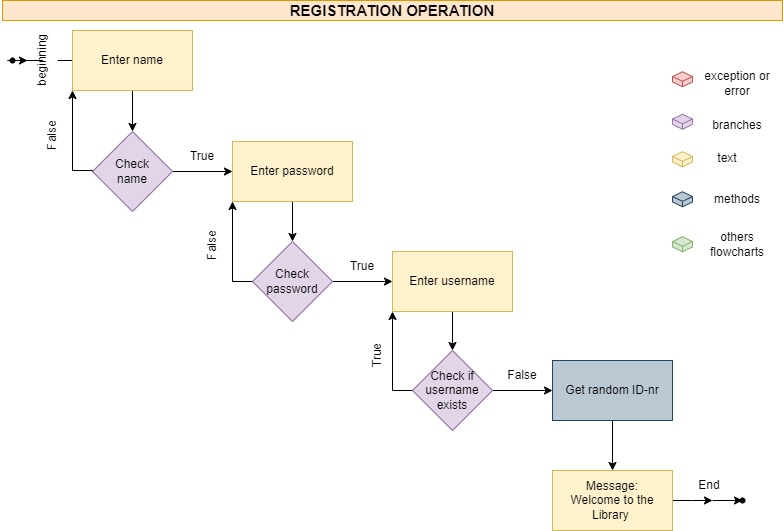 REGISTRATION OPERATION
beginning
Enter name
False
Check
name
True
Enter password
False
Check
password
True
Enter username
True
Check if
username
exists
False
Get random ID-nr
Message:
Welcome to the
Library
End
exception or
error
branches
text
methods
others
flowcharts